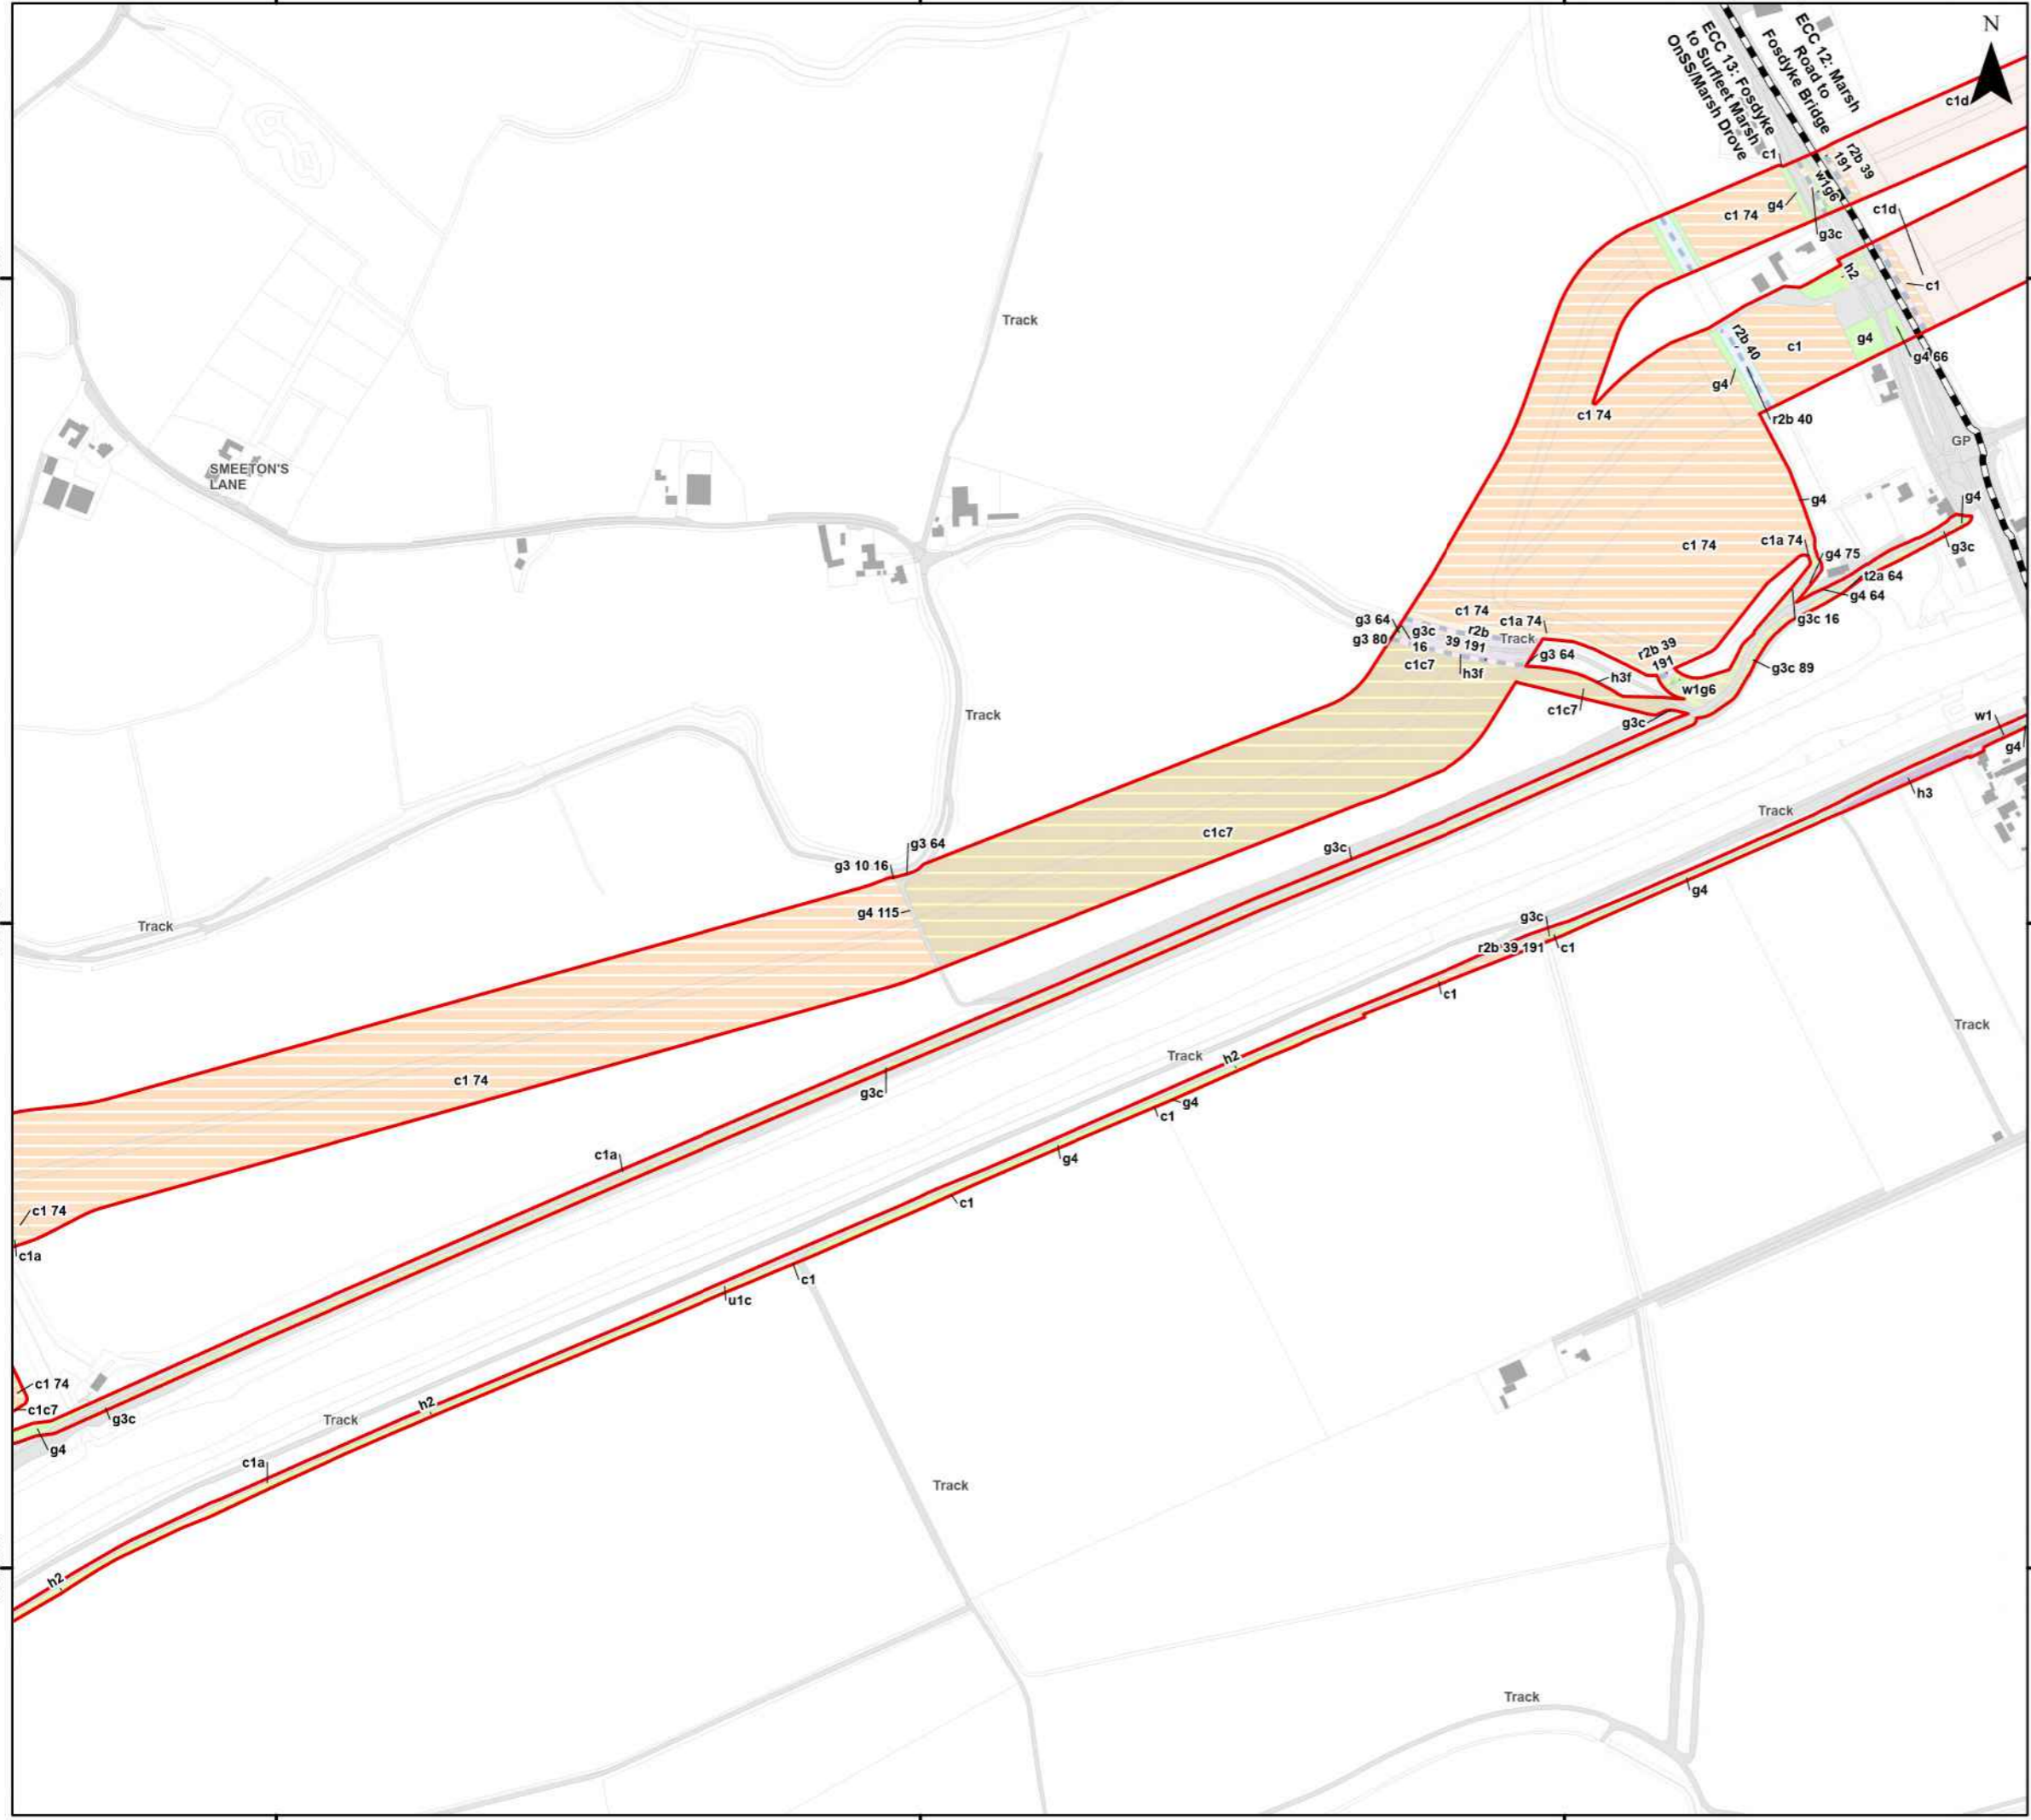 N
ECC 12: Marsh
Road to
Fosdyke Bridge
ECC 13: Fosdyke
to Surfleet Marsh
OnSS/Marsh Drove
c1d
c1
r2b 39
191
w1g6
g4
c1 74
g3c
c1d
h2
c1
r2b 40
c1
g4
g4 66
g4
c1 74
r2b 40
Track
GP
SMEETON'S
LANE
g4
g4
c1 74
c1a 74
g4 75
g3c
t2a 64
g4 64
g3c 16
c1 74
c1a 74
g3 64
g3 80
g3c
16
r2b
39 191
Track
g3 64
r2b 39
191
c1c7
h3f
h3f
g3c 89
w1g6
c1c7
g3c
Track
w1
g4
h3
Track
c1c7
g3 64
g3c
g3 10 16
g4
g4 115
g3c
Track
r2b 39 191
c1
c1
Track
Track
h2
c1 74
g3c
g4
c1
c1a
g4
c1
c1 74
c1a
c1
u1c
c1 74
c1c7
g3c
h2
Track
g4
c1a
Track
h2
Track